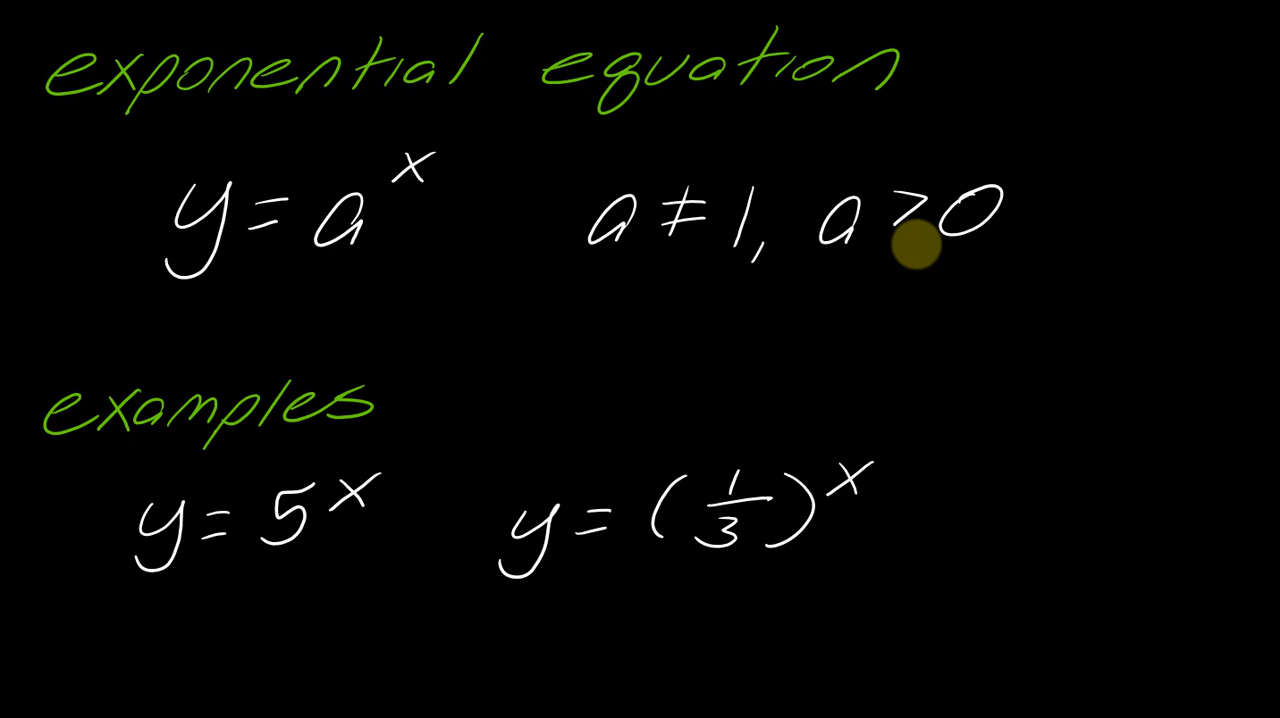 exponential equation
y = a^x a ≠ 1, a > 0
examples
y = 5^x y = (1/3)^x